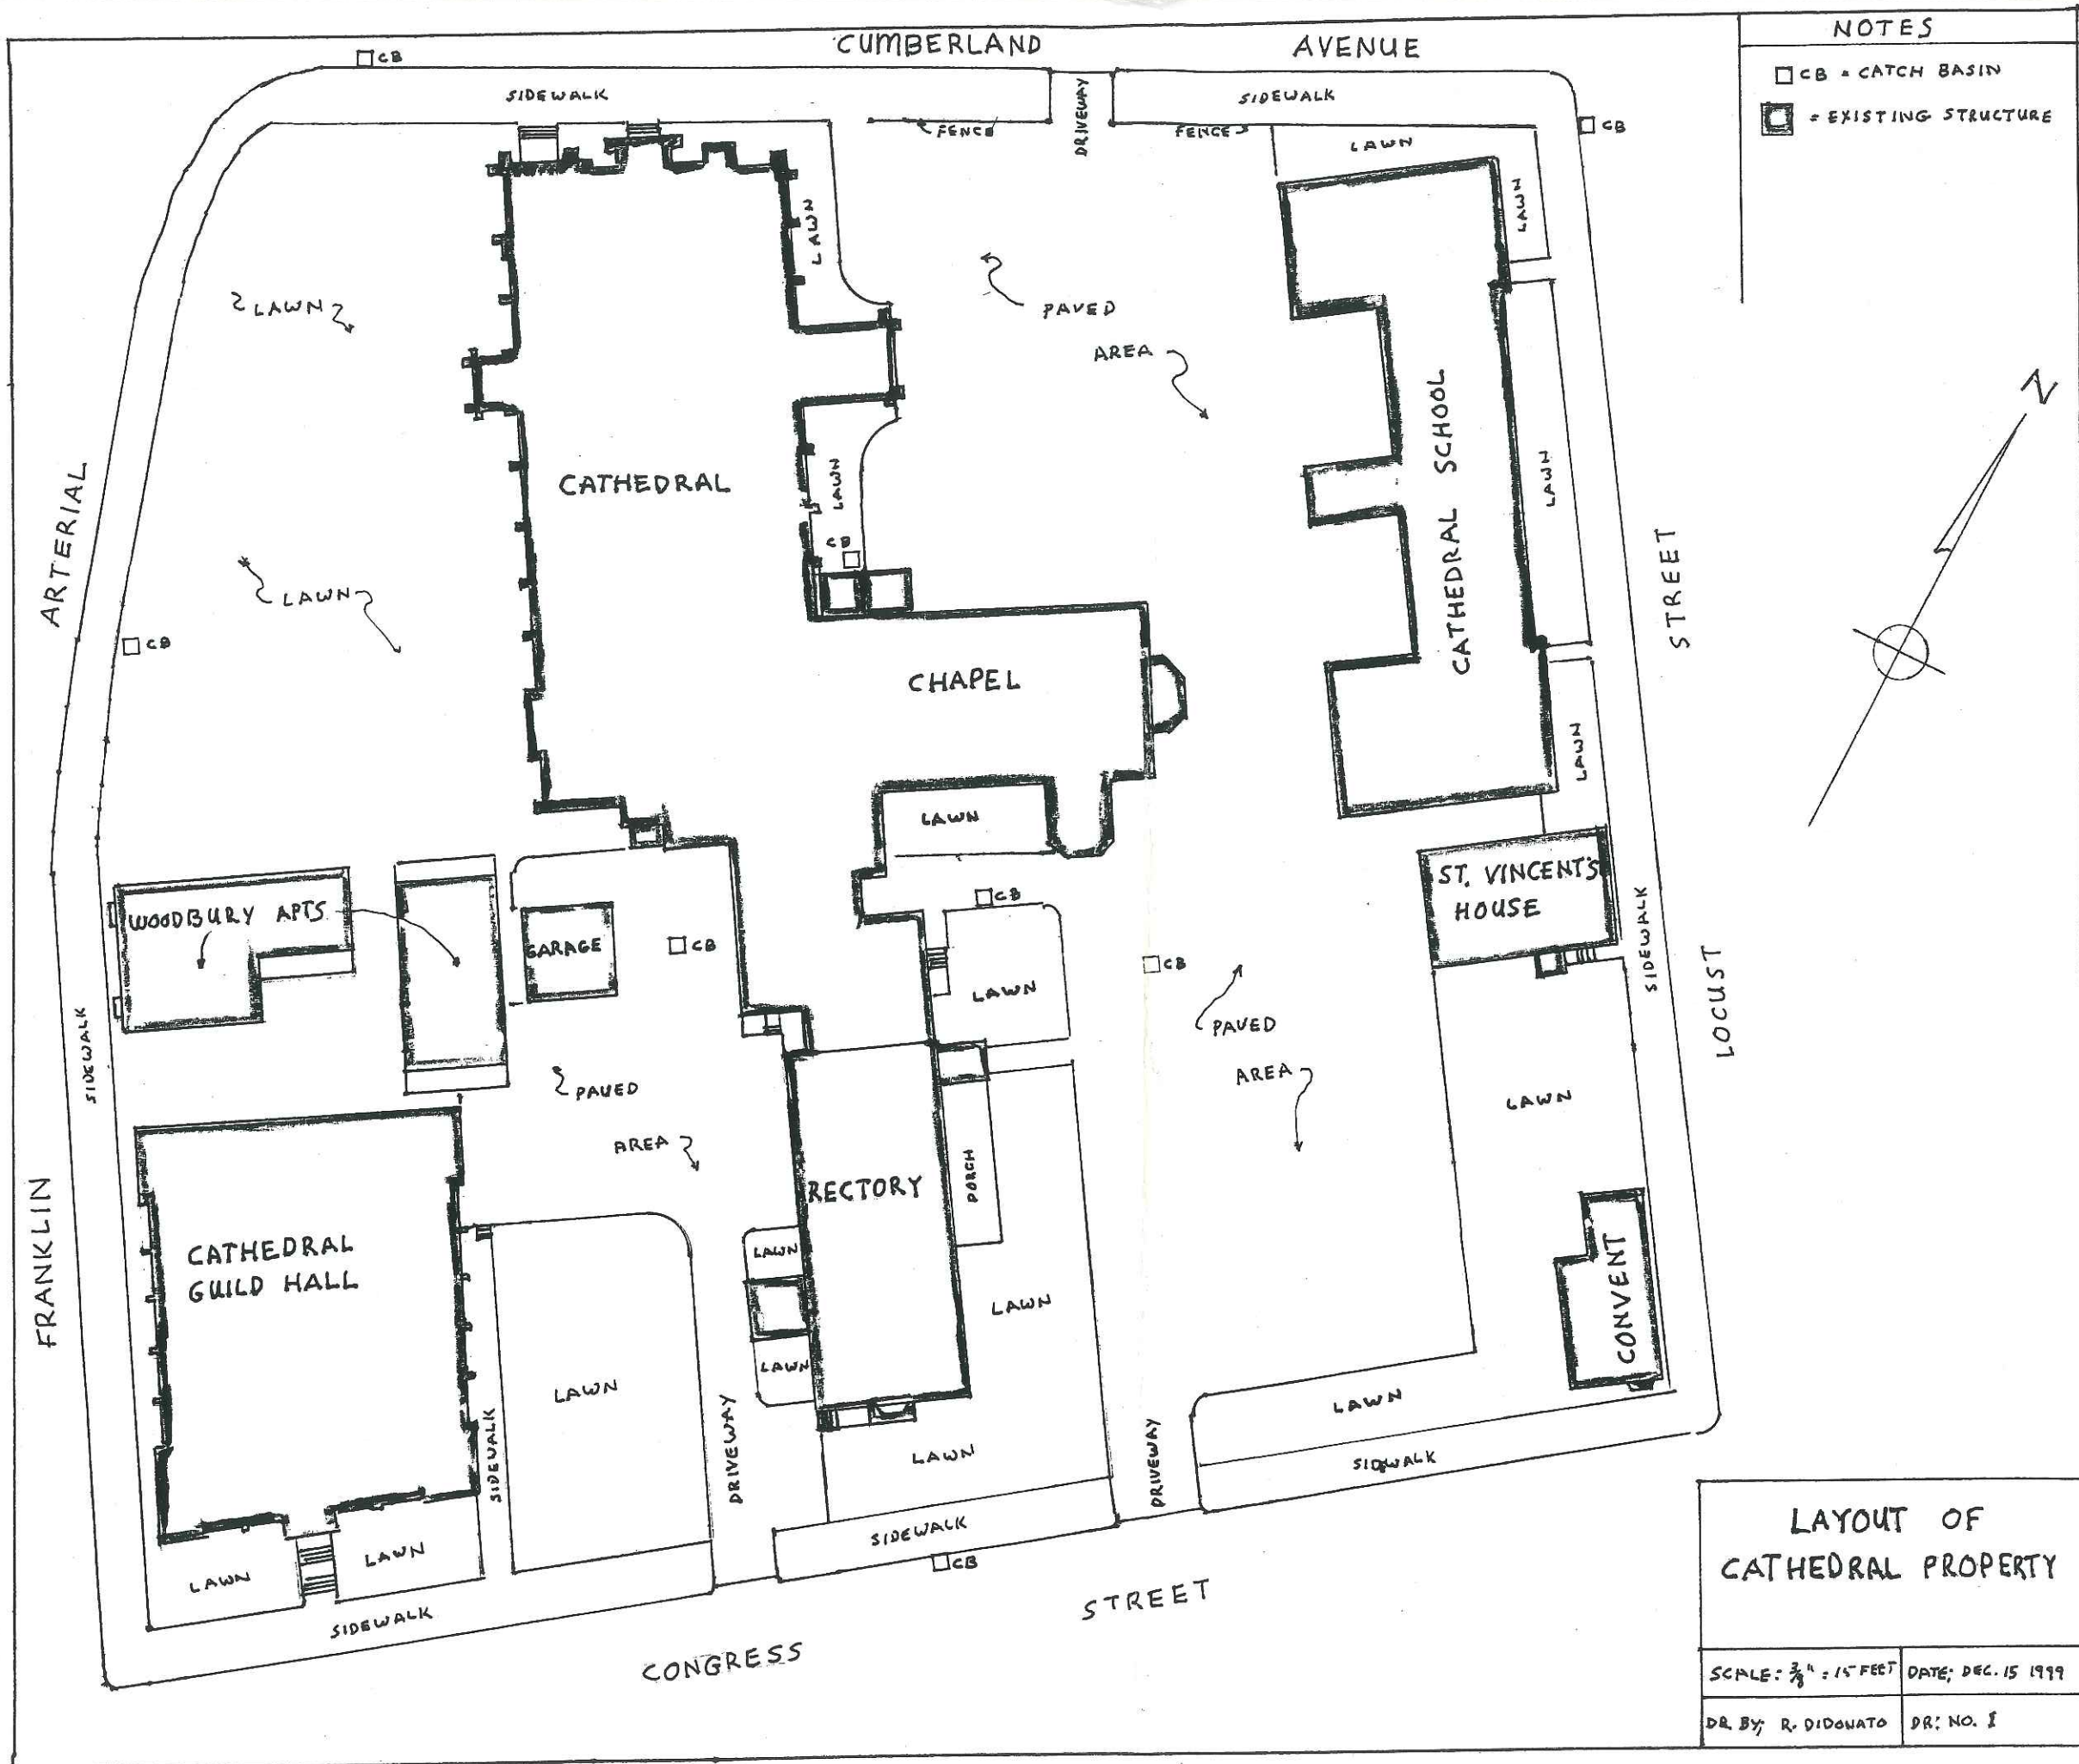 CUMBERLAND AVENUE
NOTES
CB = CATCH BASIN
= EXISTING STRUCTURE
CB
SIDEWALK
DRIVEWAY
SIDEWALK
CB
FENCE
FENCE
LAWN
LAWN
LAWN
LAWN
PAVED
AREA
N
CATHEDRAL
LAWN
CB
CATHEDRAL SCHOOL
LAWN
ARTERIAL
LAWN
CB
STREET
CHAPEL
LAWN
LAWN
WOODBURY APTS
GARAGE
CB
CB
LAWN
CB
ST. VINCENT'S
HOUSE
SIDEWALK
LOCUST
PAVED
AREA
LAWN
SIDEWALK
PAVED
AREA
RECTORY
PORCH
FRANKLIN
CATHEDRAL
GUILD HALL
LAWN
LAWN
LAWN
CONVENT
LAWN
SIDEWALK
DRIVEWAY
LAWN
DRIVEWAY
LAWN
SIDEWALK
LAWN
LAWN
SIDEWALK
SIDEWALK
CB
CONGRESS STREET
LAYOUT OF
CATHEDRAL PROPERTY
SCALE: 3/8" = 15 FEET
DATE; DEC. 15 1999
DR. BY; R. DIDONATO
DR: NO. 1